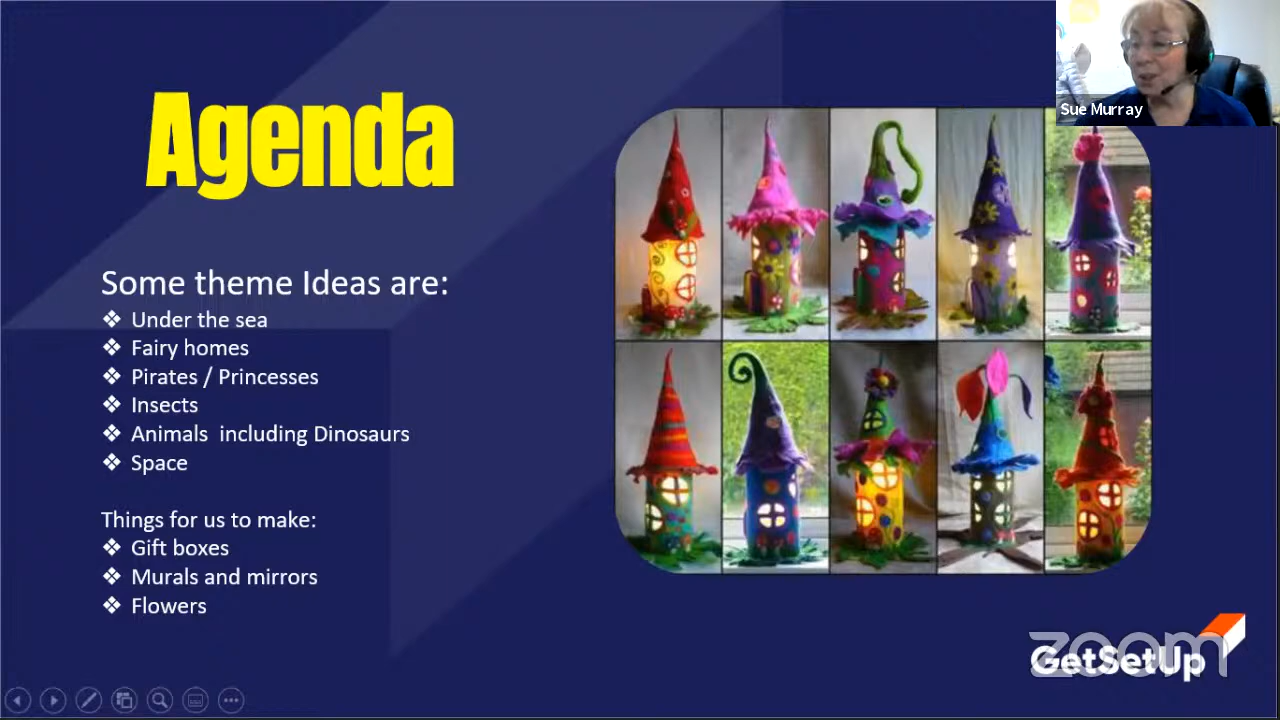 Agenda
Some theme Ideas are:
❖ Under the sea
❖ Fairy homes
❖ Pirates / Princesses
❖ Insects
❖ Animals  including Dinosaurs
❖ Space
Things for us to make:
❖ Gift boxes
❖ Murals and mirrors
❖ Flowers
Sue Murray
zoom
GetSetUp